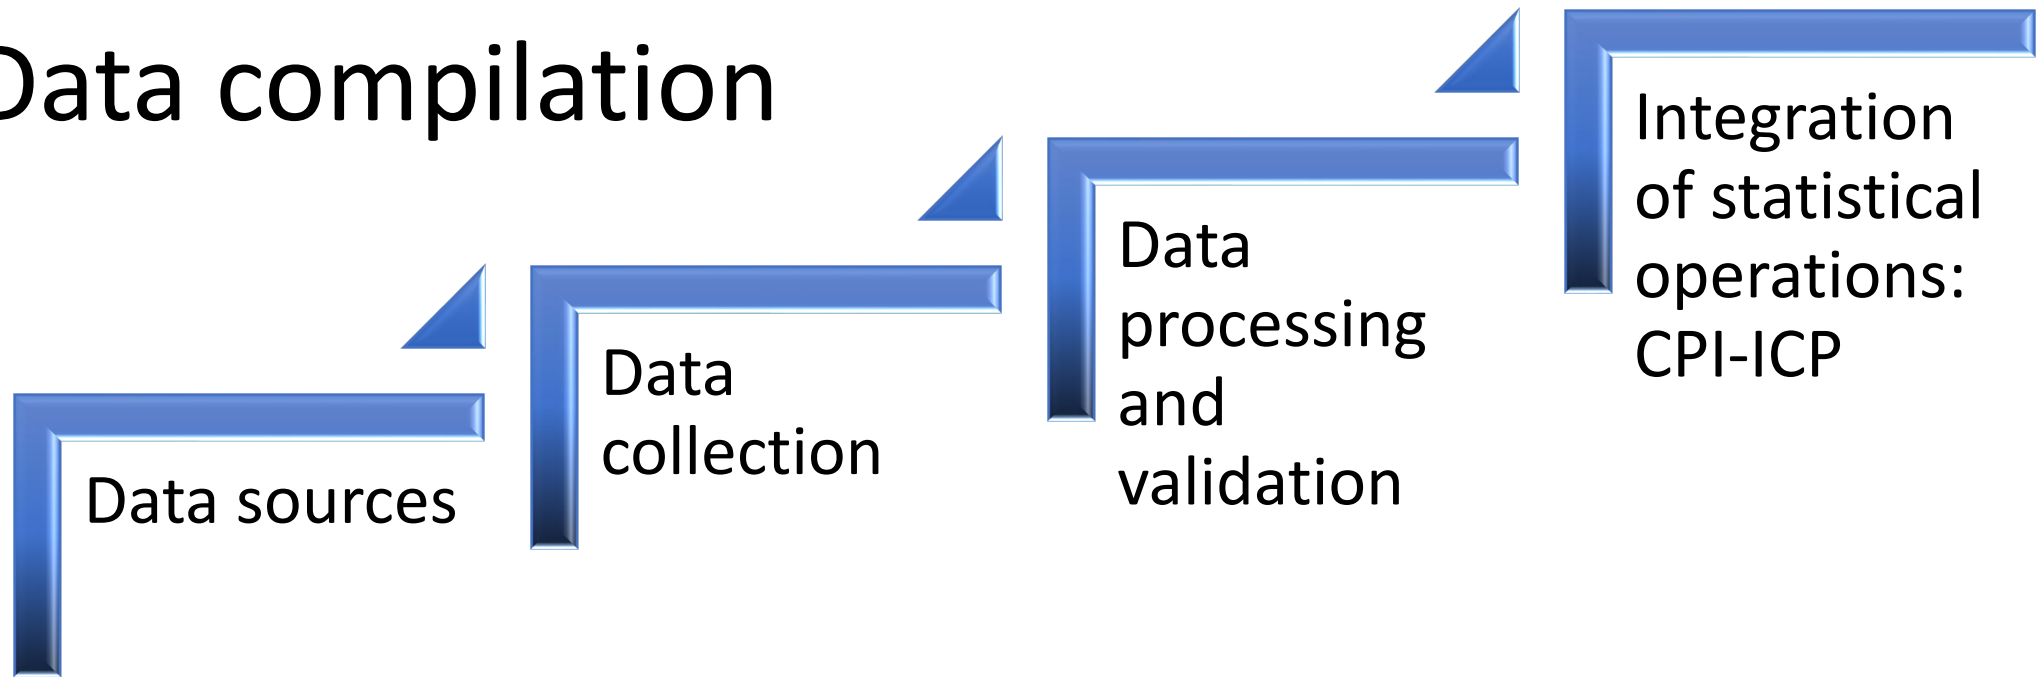 Data compilation
Data sources
Data
collection
Data
processing
and
validation
Integration
of statistical
operations:
CPI-ICP